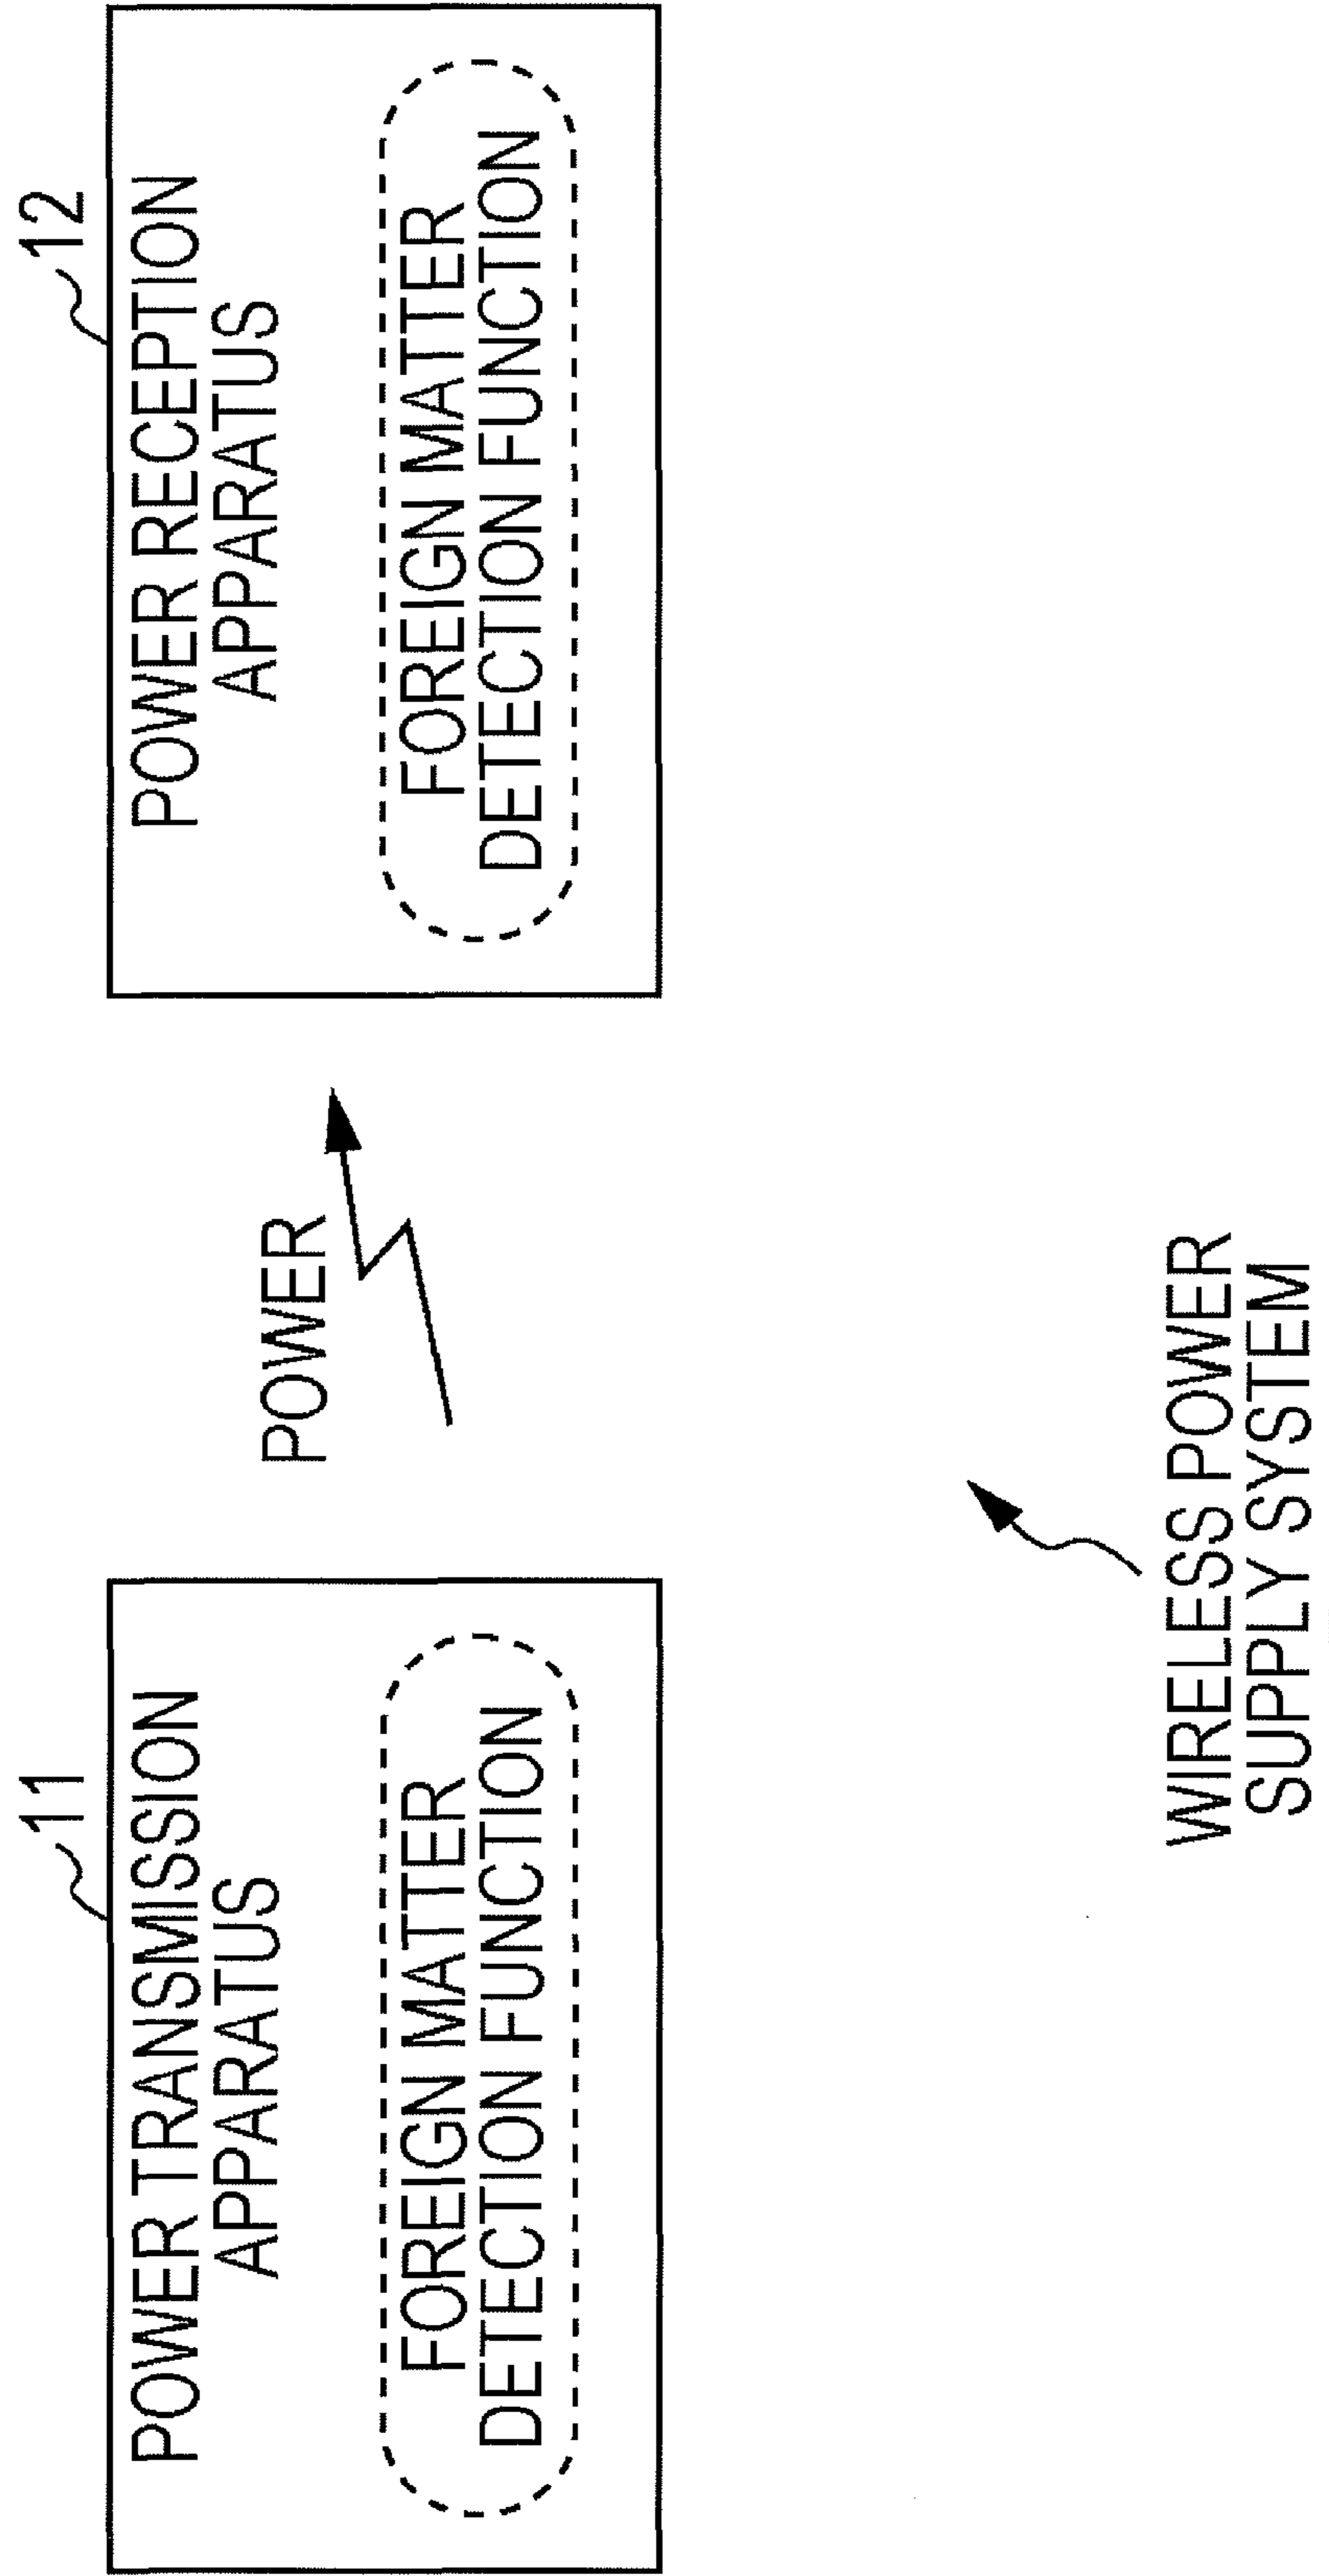 11
POWER TRANSMISSION
APPARATUS
FOREIGN MATTER
DETECTION FUNCTION
POWER
12
POWER RECEPTION
APPARATUS
FOREIGN MATTER
DETECTION FUNCTION
WIRELESS POWER
SUPPLY SYSTEM